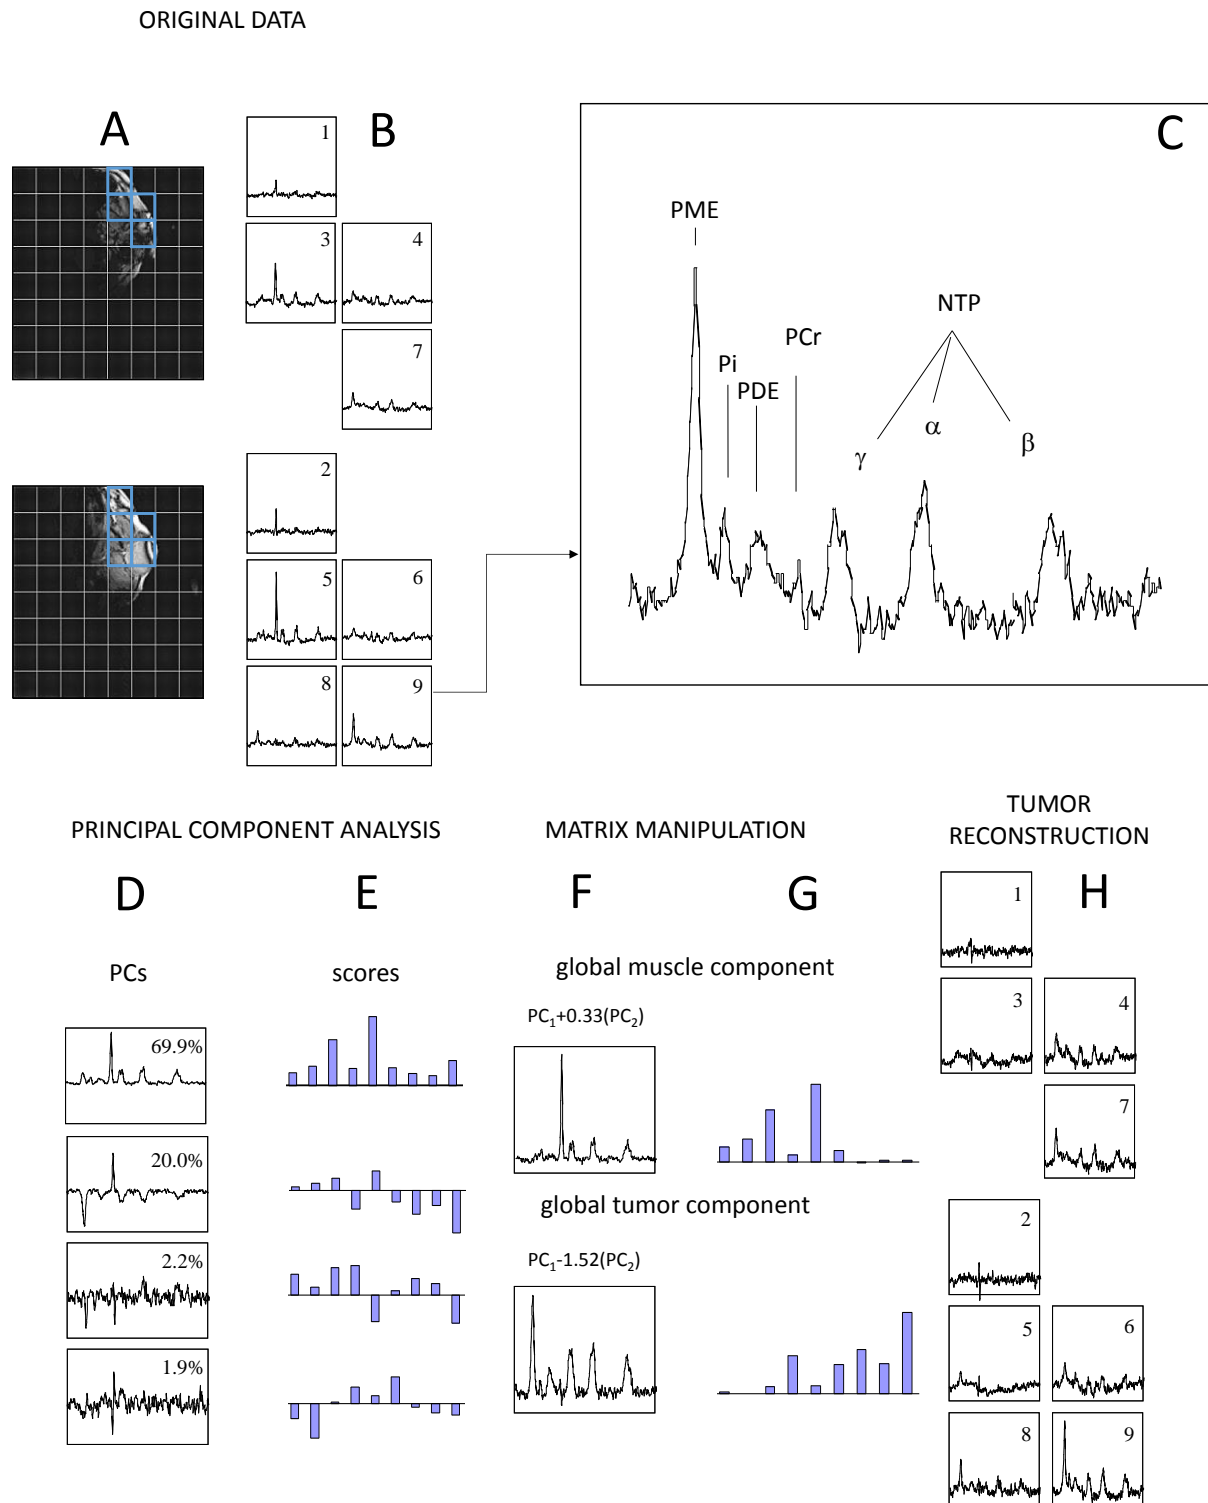 ORIGINAL DATA
A
B
C
1
3
4
7
2
5
6
8
9
PME
Pi
PDE
PCr
NTP
γ
α
β
PRINCIPAL COMPONENT ANALYSIS
MATRIX MANIPULATION
TUMOR
RECONSTRUCTION
D
E
F
G
H
PCs
scores
69.9%
20.0%
2.2%
1.9%
global muscle component
PC₁+0.33(PC₂)
global tumor component
PC₁-1.52(PC₂)
1
3
4
7
2
5
6
8
9